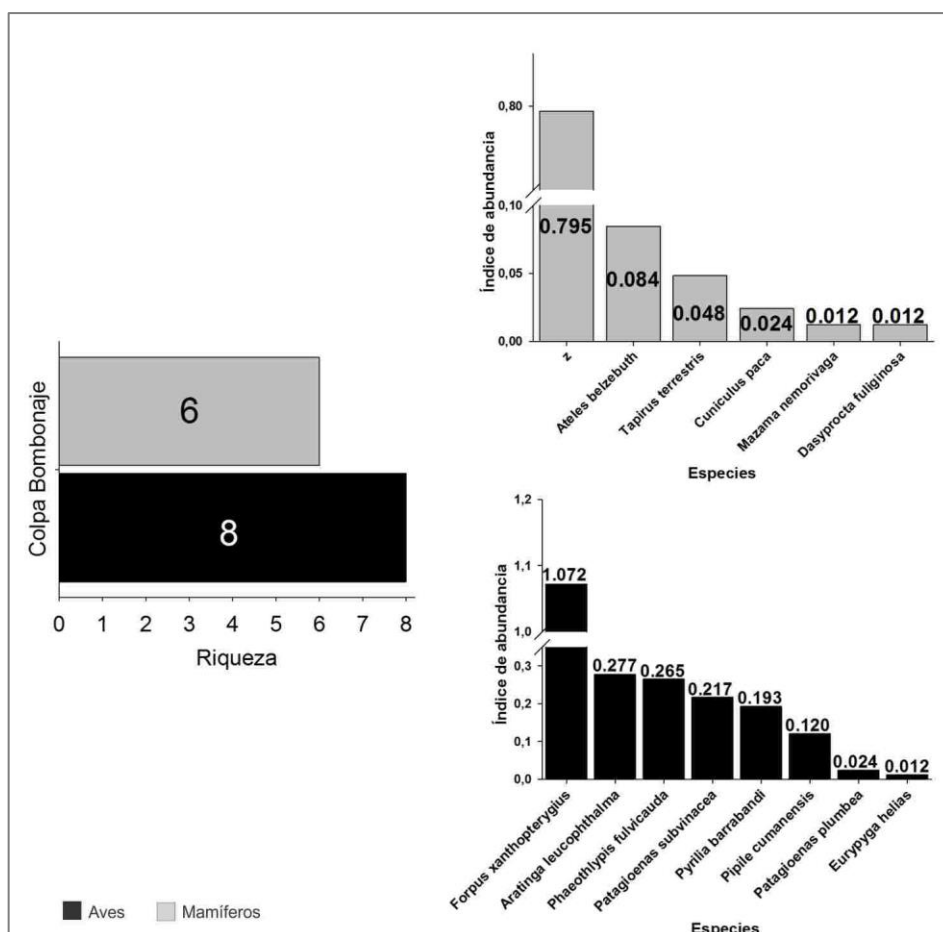 Colpa Bombonaje
6
8
0 1 2 3 4 5 6 7 8
Riqueza
Aves Mamíferos
Índice de abundancia
0,80
0,10
0,05
0,00
0.795
0.084
0.048
0.024
0.012
0.012
z
Ateles belzebuth
Tapirus terrestris
Cuniculus paca
Mazama nemorivaga
Dasyprocta fuliginosa
Especies
Índice de abundancia
1,2
1,1
1,0
0,3
0,2
0,1
0,0
1.072
0.277
0.265
0.217
0.193
0.120
0.024
0.012
Forpus xanthopterygius
Aratinga leucophthalma
Phaeothlypis fulvicauda
Patagioenas subvinacea
Pyrilia barrabandi
Pipile cumanensis
Patagioenas plumbea
Eurypyga helias
Especies